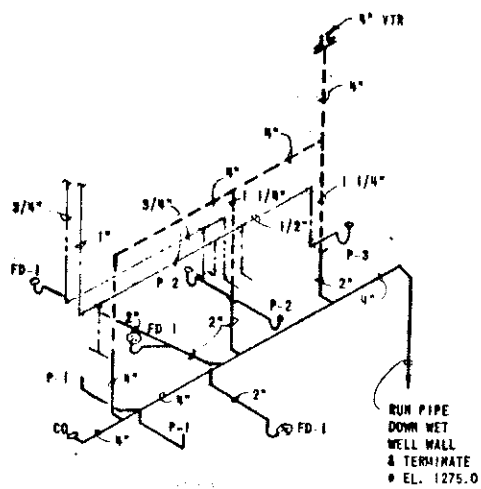 4" VTR
4"
4"
4"
1 1/4"
1 1/4"
3/4"
3/4"
1"
1/2"
P-3
FD-1
P-2
P-2
2"
4"
2"
FD-1
2"
P-1
4"
4"
2"
CO
4"
P-1
FD-1
RUN PIPE
DOWN WET
WELL WALL
& TERMINATE
@ EL. 1275.0